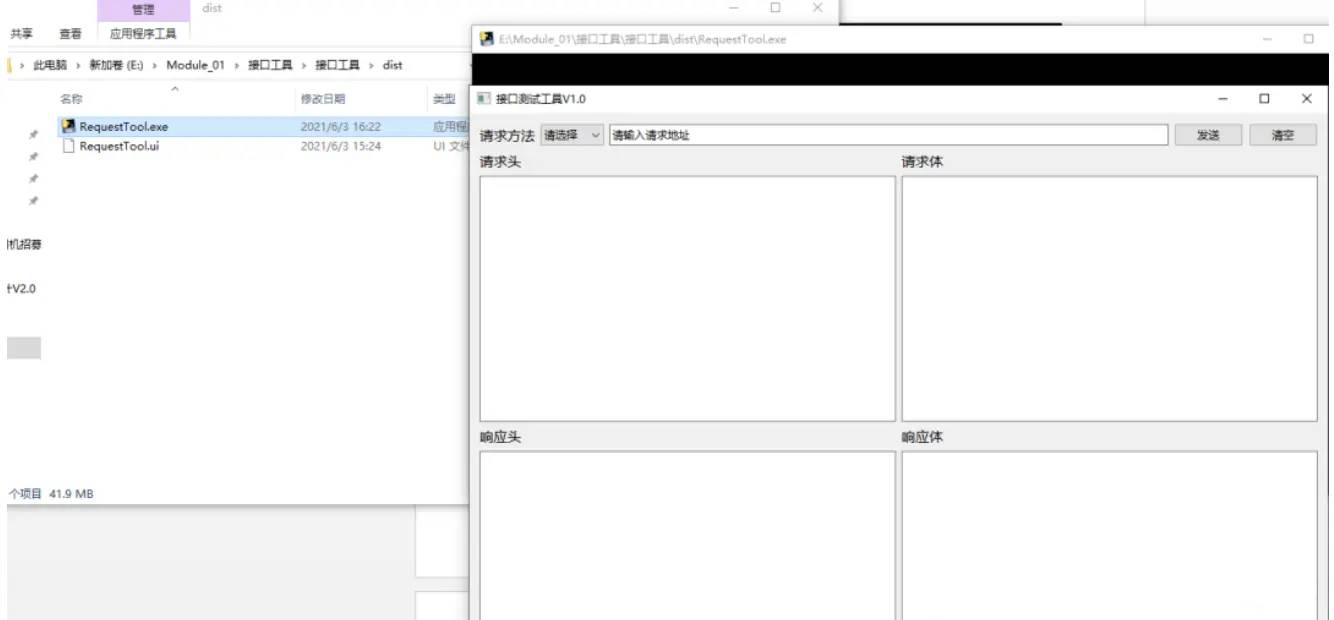 管理 dist
共享 查看 应用程序工具
› 此电脑 › 新加卷 (E:) › Module_01 › 接口工具 › 接口工具 › dist
名称 修改日期 类型
RequestTool.exe 2021/6/3 16:22 应用程
RequestTool.ui 2021/6/3 15:24 UI 文件
机招募
V2.0
个项目 41.9 MB
E:\Module_01\接口工具\接口工具\dist\RequestTool.exe
接口测试工具V1.0
请求方法 请选择 请输入请求地址 发送 清空
请求头 请求体
响应头 响应体